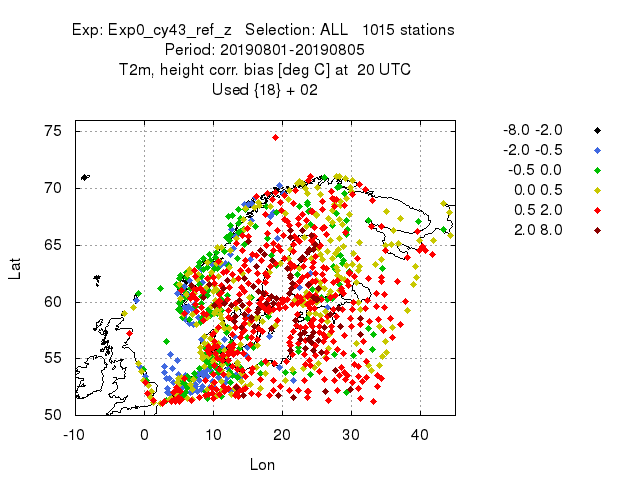 Exp: Exp0_cy43_ref_z   Selection: ALL   1015 stations
Period: 20190801-20190805
T2m, height corr. bias [deg C] at  20 UTC
Used {18} + 02
-8.0 -2.0
-2.0 -0.5
-0.5 0.0
0.0 0.5
0.5 2.0
2.0 8.0
75
70
65
60
55
50
Lat
-10 0 10 20 30 40
Lon